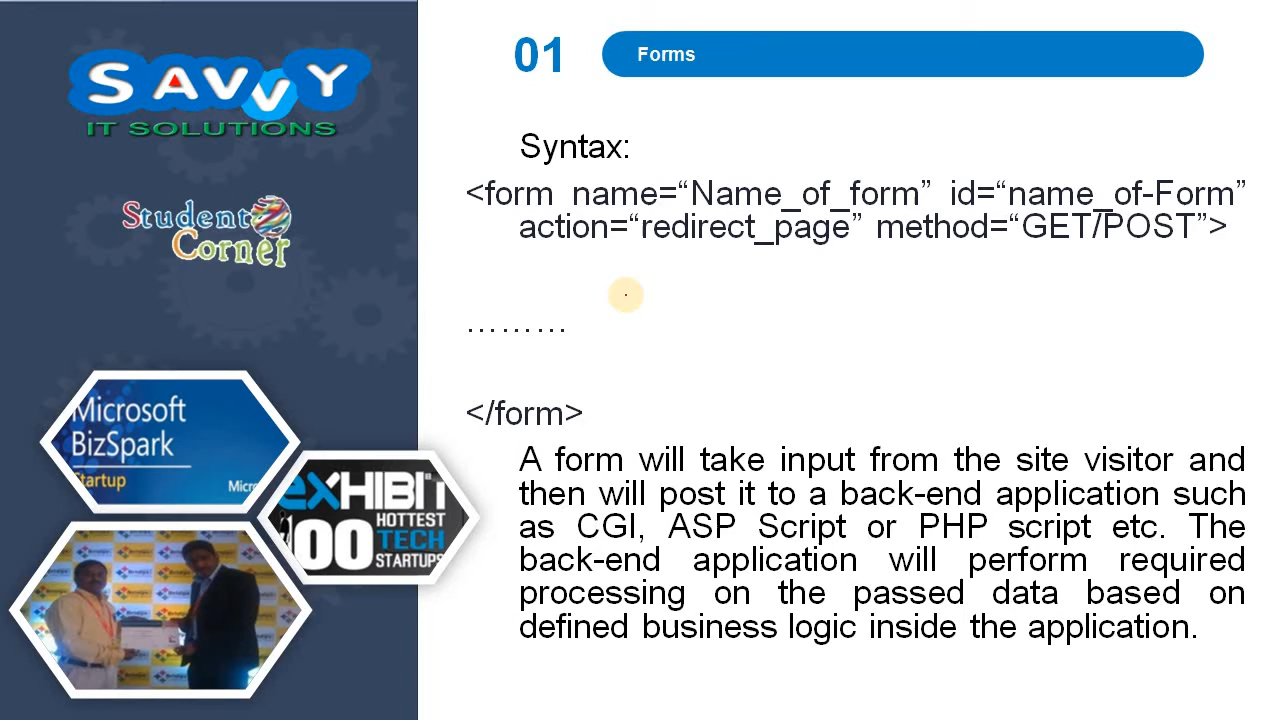 SAVVY
IT SOLUTIONS
Student
Corner
Microsoft
BizSpark
Startup
Micro
EXHIBIT
100
HOTTEST
TECH
STARTUPS
01
Forms
Syntax:
<form name=“Name_of_form” id=“name_of-Form”
action=“redirect_page” method=“GET/POST”>
………
</form>
A form will take input from the site visitor and
then will post it to a back-end application such
as CGI, ASP Script or PHP script etc. The
back-end application will perform required
processing on the passed data based on
defined business logic inside the application.